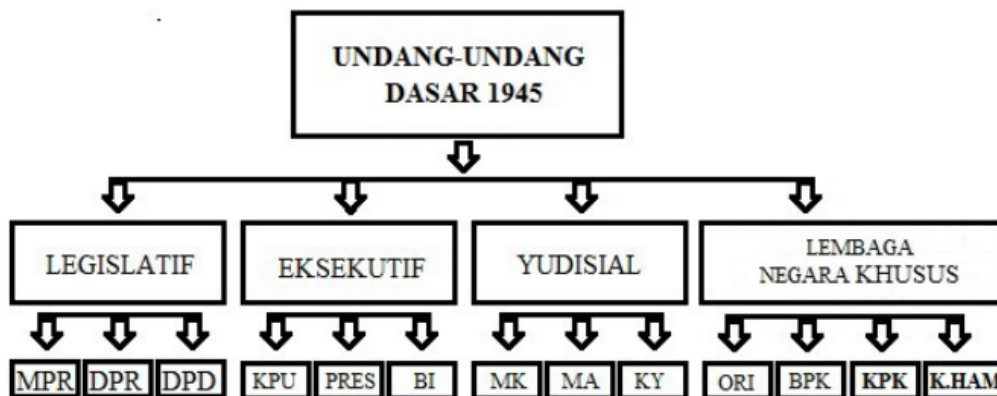 UNDANG-UNDANG
DASAR 1945
LEGISLATIF
EKSEKUTIF
YUDISIAL
LEMBAGA
NEGARA KHUSUS
MPR
DPR
DPD
KPU
PRES
BI
MK
MA
KY
ORI
BPK
KPK
K.HAM